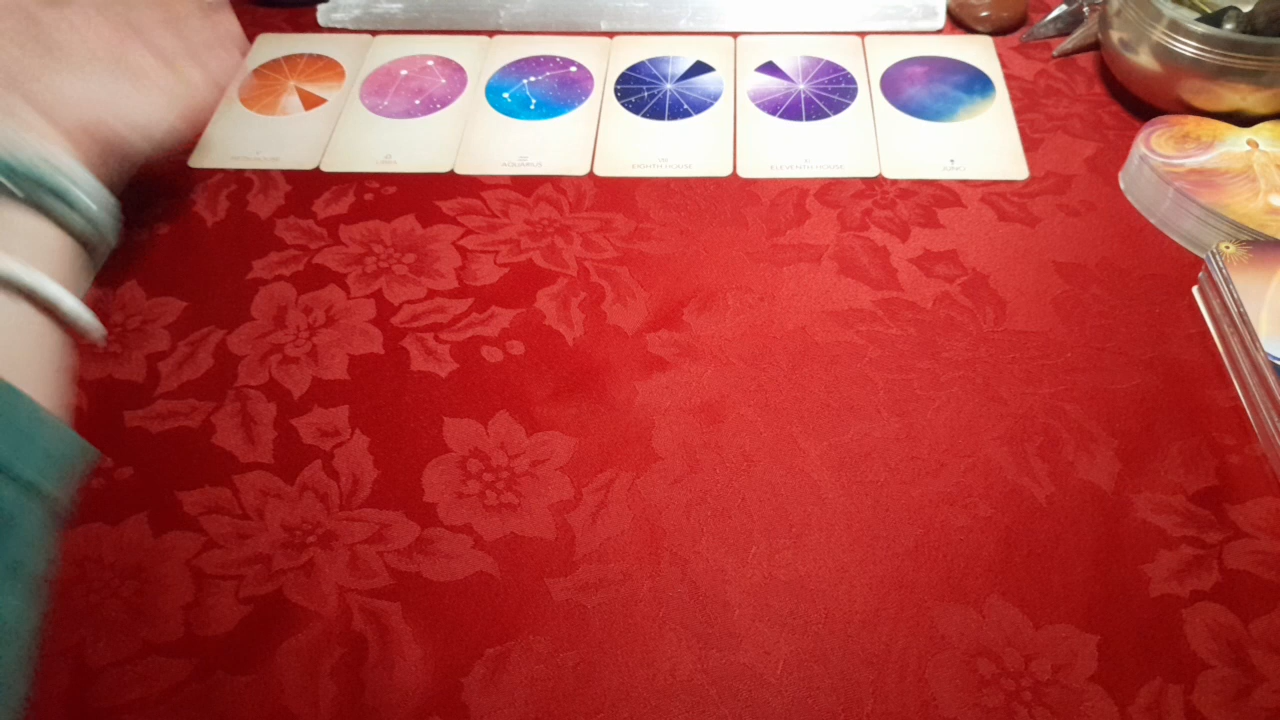 LIBRA
AQUARIUS
EIGHTH HOUSE
ELEVENTH HOUSE
JUNO